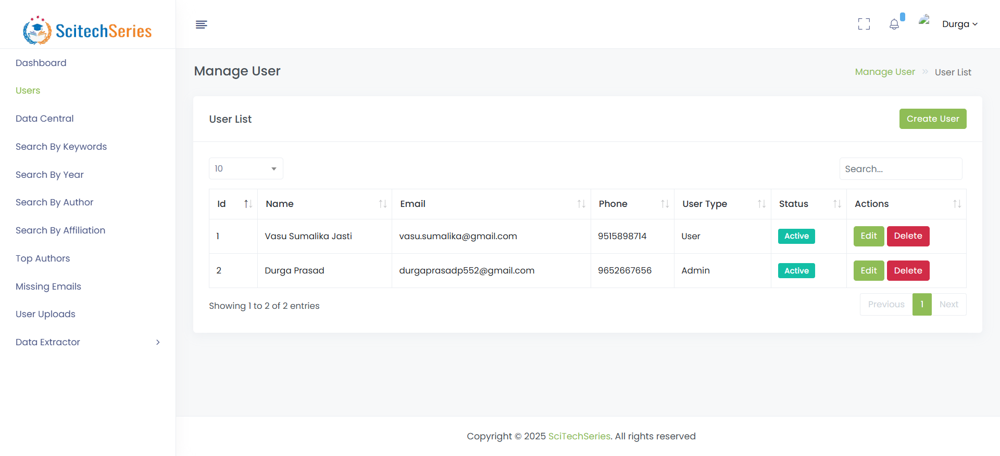 ScitechSeries
Durga
Dashboard
Users
Data Central
Search By Keywords
Search By Year
Search By Author
Search By Affiliation
Top Authors
Missing Emails
User Uploads
Data Extractor
Manage User
Manage User » User List
User List
Create User
10
Search...
Id Name Email Phone User Type Status Actions
1 Vasu Sumalika Jasti vasu.sumalika@gmail.com 9515898714 User Active Edit Delete
2 Durga Prasad durgaprasadp552@gmail.com 9652667656 Admin Active Edit Delete
Showing 1 to 2 of 2 entries
Previous 1 Next
Copyright © 2025 SciTechSeries. All rights reserved